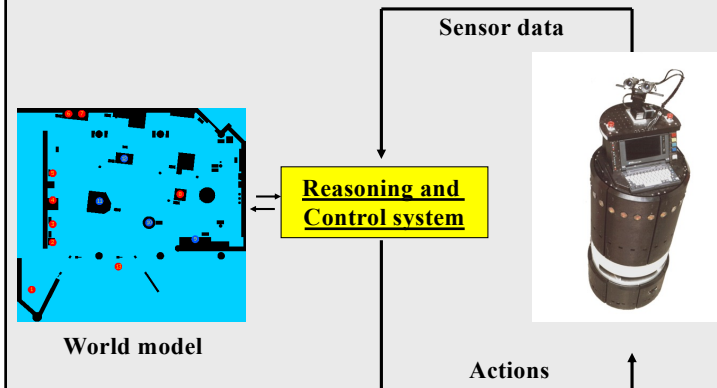 Sensor data
Reasoning and
Control system
World model
Actions